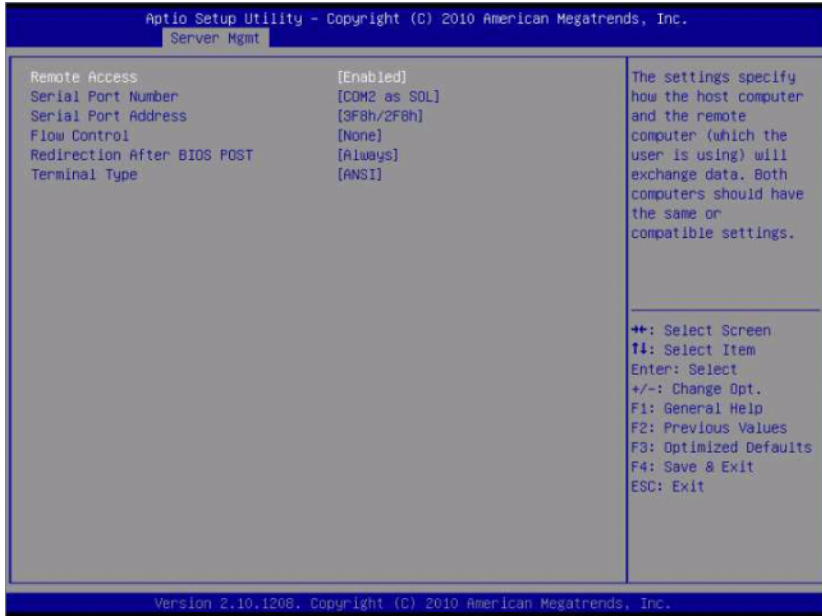 Aptio Setup Utility - Copyright (C) 2010 American Megatrends, Inc.
Server Mgmt
Remote Access [Enabled]
Serial Port Number [COM2 as SOL]
Serial Port Address [3F8h/2F8h]
Flow Control [None]
Redirection After BIOS POST [Always]
Terminal Type [ANSI]
The settings specify
how the host computer
and the remote
computer (which the
user is using) will
exchange data. Both
computers should have
the same or
compatible settings.
→←: Select Screen
↑↓: Select Item
Enter: Select
+/-: Change Opt.
F1: General Help
F2: Previous Values
F3: Optimized Defaults
F4: Save & Exit
ESC: Exit
Version 2.10.1208. Copyright (C) 2010 American Megatrends, Inc.